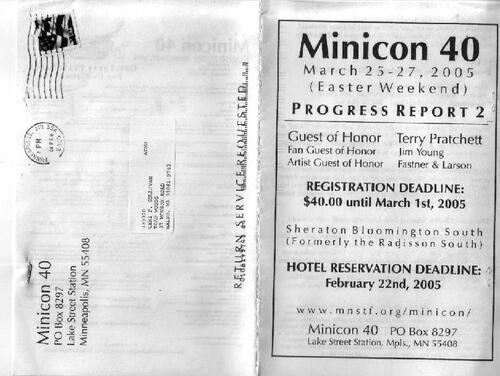 Minicon 40
PO Box 8297
Lake Street Station
Minneapolis, MN 55408
RETURN SERVICE REQUESTED
Minicon 40
March 25-27, 2005
(Easter Weekend)
PROGRESS REPORT 2
Guest of Honor Terry Pratchett
Fan Guest of Honor Jim Young
Artist Guest of Honor Fastner & Larson
REGISTRATION DEADLINE:
$40.00 until March 1st, 2005
Sheraton Bloomington South
(Formerly the Radisson South)
HOTEL RESERVATION DEADLINE:
February 22nd, 2005
www.mnstf.org/minicon/
Minicon 40 PO Box 8297
Lake Street Station, Mpls., MN 55408